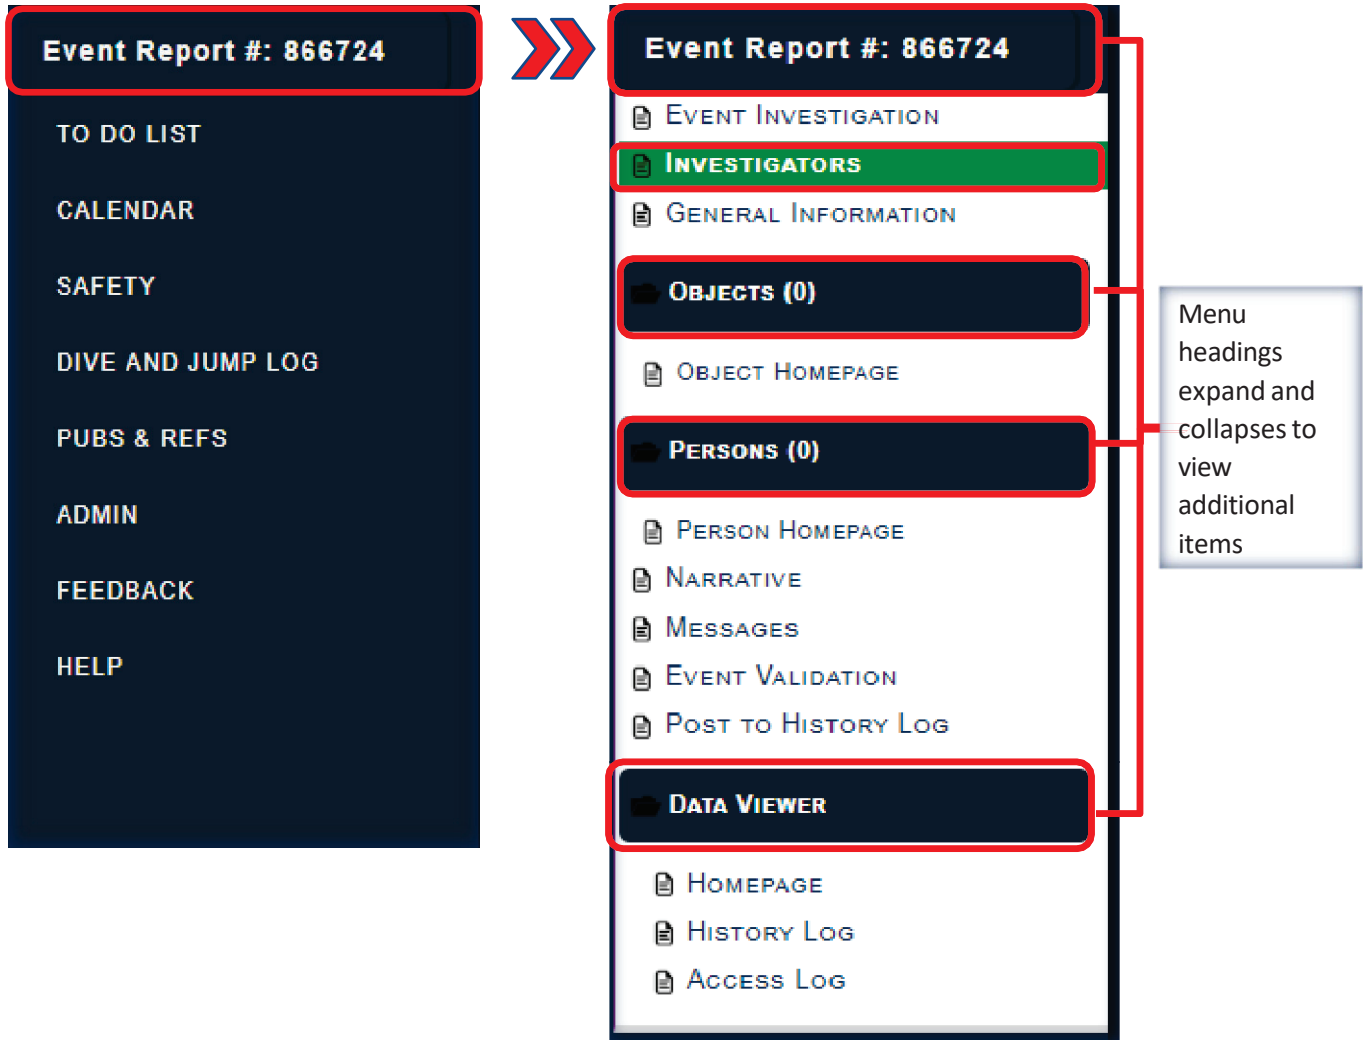 Event Report #: 866724
TO DO LIST
CALENDAR
SAFETY
DIVE AND JUMP LOG
PUBS & REFS
ADMIN
FEEDBACK
HELP
Event Report #: 866724
EVENT INVESTIGATION
INVESTIGATORS
GENERAL INFORMATION
OBJECTS (0)
OBJECT HOMEPAGE
PERSONS (0)
PERSON HOMEPAGE
NARRATIVE
MESSAGES
EVENT VALIDATION
POST TO HISTORY LOG
DATA VIEWER
HOMEPAGE
HISTORY LOG
ACCESS LOG
Menu
headings
expand and
collapses to
view
additional
items